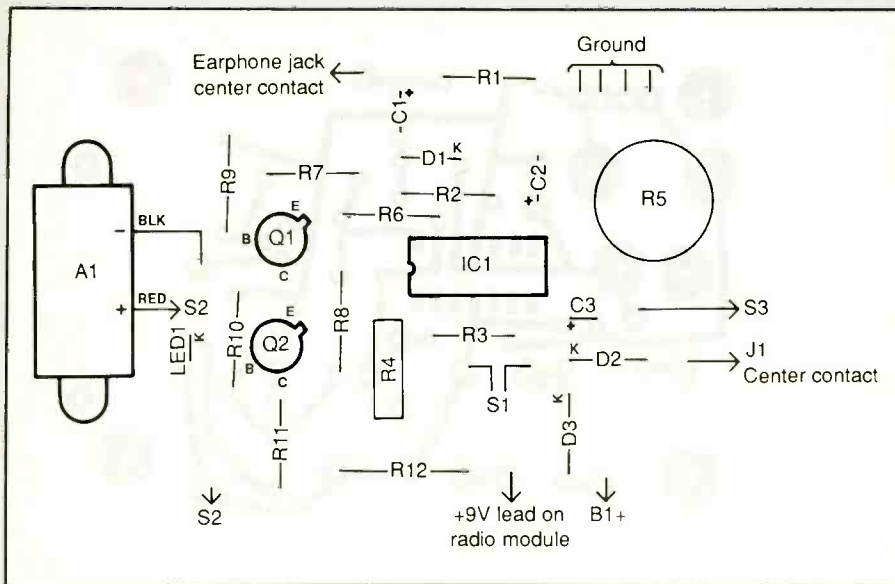 Ground
Earphone jack
center contact
R1
-C1-+
D1
K
R9
R7
R2
+-C2-
R5
E
R6
BLK
Q1
B
IC1
A1
C
-
+
RED
S2
E
C3
S3
LED1
K
R10
Q2
R8
R3
+
B
R4
K
D2
J1
Center contact
C
S1
K
R11
D3
R12
S2
+9V lead on
radio module
B1+